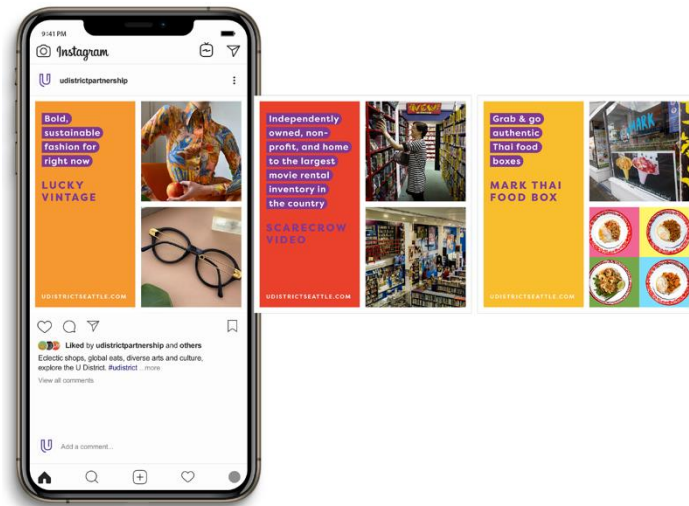 9:41 PM
Instagram
udistrictpartnership
Bold,
sustainable
fashion for
right now
LUCKY
VINTAGE
UDISTRICTSEATTLE.COM
Independently
owned, non-
profit, and home
to the largest
movie rental
inventory in
the country
SCARECROW
VIDEO
UDISTRICTSEATTLE.COM
Grab & go
authentic
Thai food
boxes
MARK THAI
FOOD BOX
UDISTRICTSEATTLE.COM
MARK
Liked by udistrictpartnership and others
Eclectic shops, global eats, diverse arts and culture,
explore the U District. #udistrict ... more
View all comments
Add a comment...